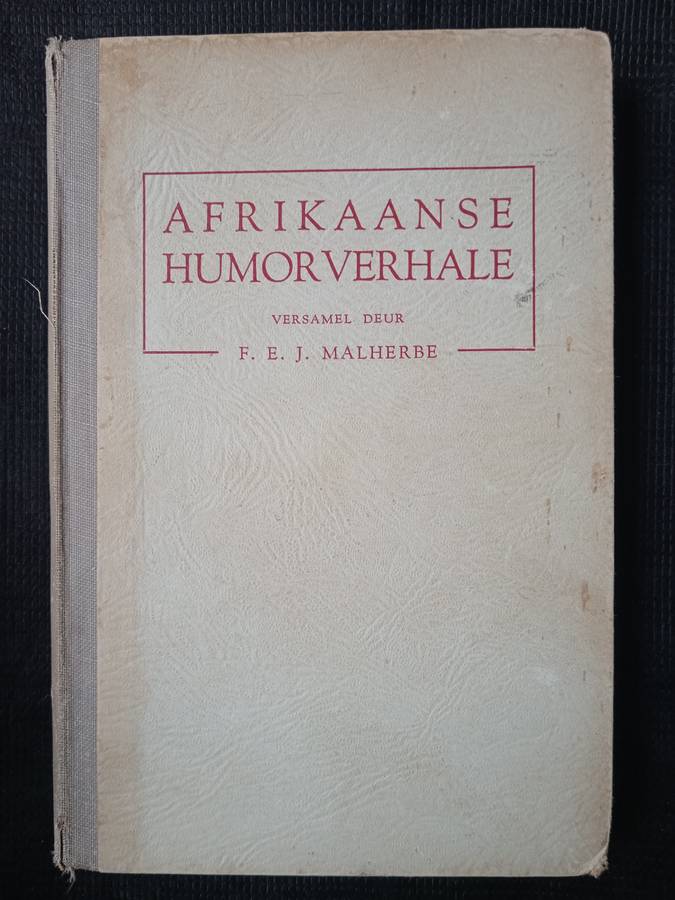 AFRIKAANSE
HUMORVERHALE
VERSAMEL DEUR
F. E. J. MALHERBE